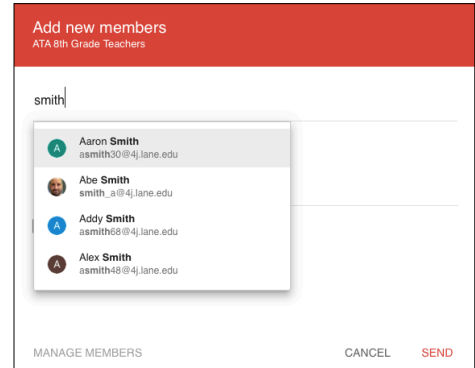 Add new members
ATA 8th Grade Teachers
smith
A
Aaron Smith
asmith30@4j.lane.edu
Abe Smith
smith_a@4j.lane.edu
A
Addy Smith
asmith68@4j.lane.edu
A
Alex Smith
asmith48@4j.lane.edu
MANAGE MEMBERS CANCEL SEND